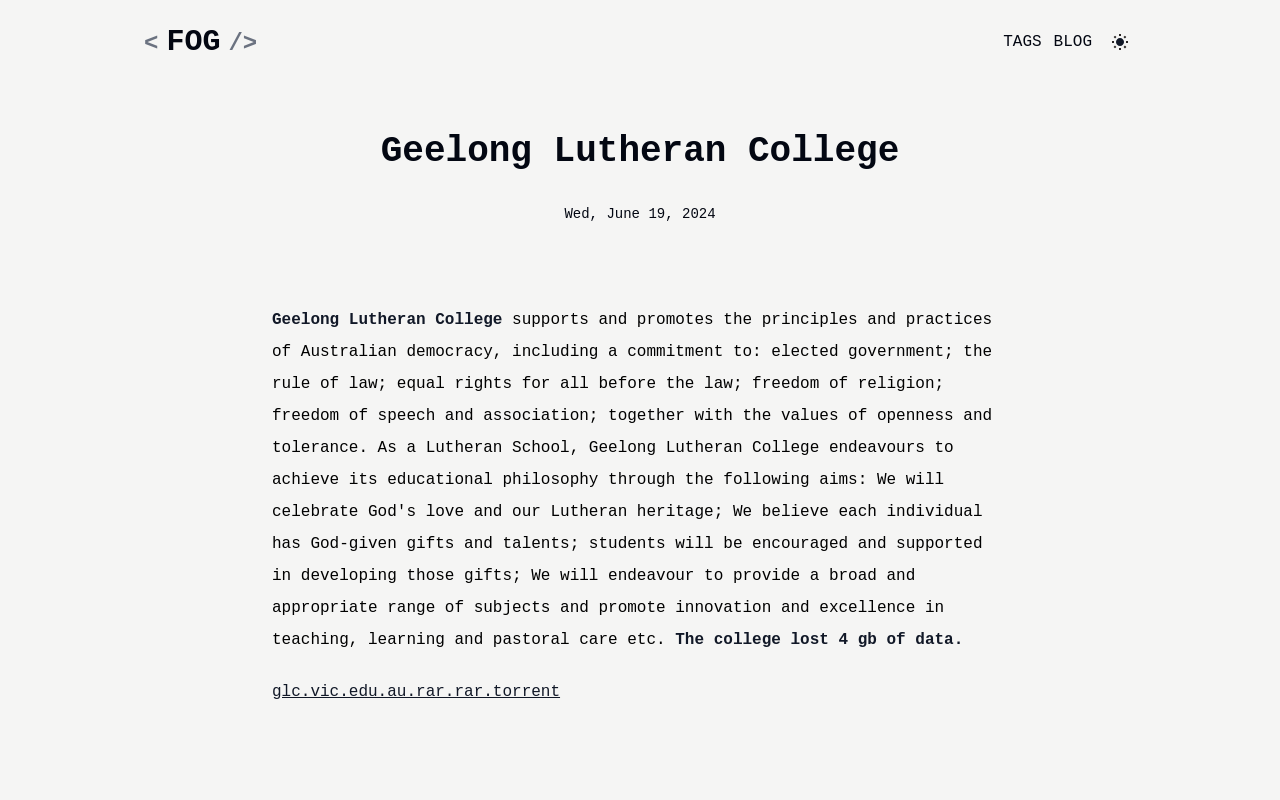 < FOG />
TAGS BLOG
Geelong Lutheran College
Wed, June 19, 2024
Geelong Lutheran College supports and promotes the principles and practices
of Australian democracy, including a commitment to: elected government; the
rule of law; equal rights for all before the law; freedom of religion;
freedom of speech and association; together with the values of openness and
tolerance. As a Lutheran School, Geelong Lutheran College endeavours to
achieve its educational philosophy through the following aims: We will
celebrate God's love and our Lutheran heritage; We believe each individual
has God-given gifts and talents; students will be encouraged and supported
in developing those gifts; We will endeavour to provide a broad and
appropriate range of subjects and promote innovation and excellence in
teaching, learning and pastoral care etc. The college lost 4 gb of data.
glc.vic.edu.au.rar.rar.torrent